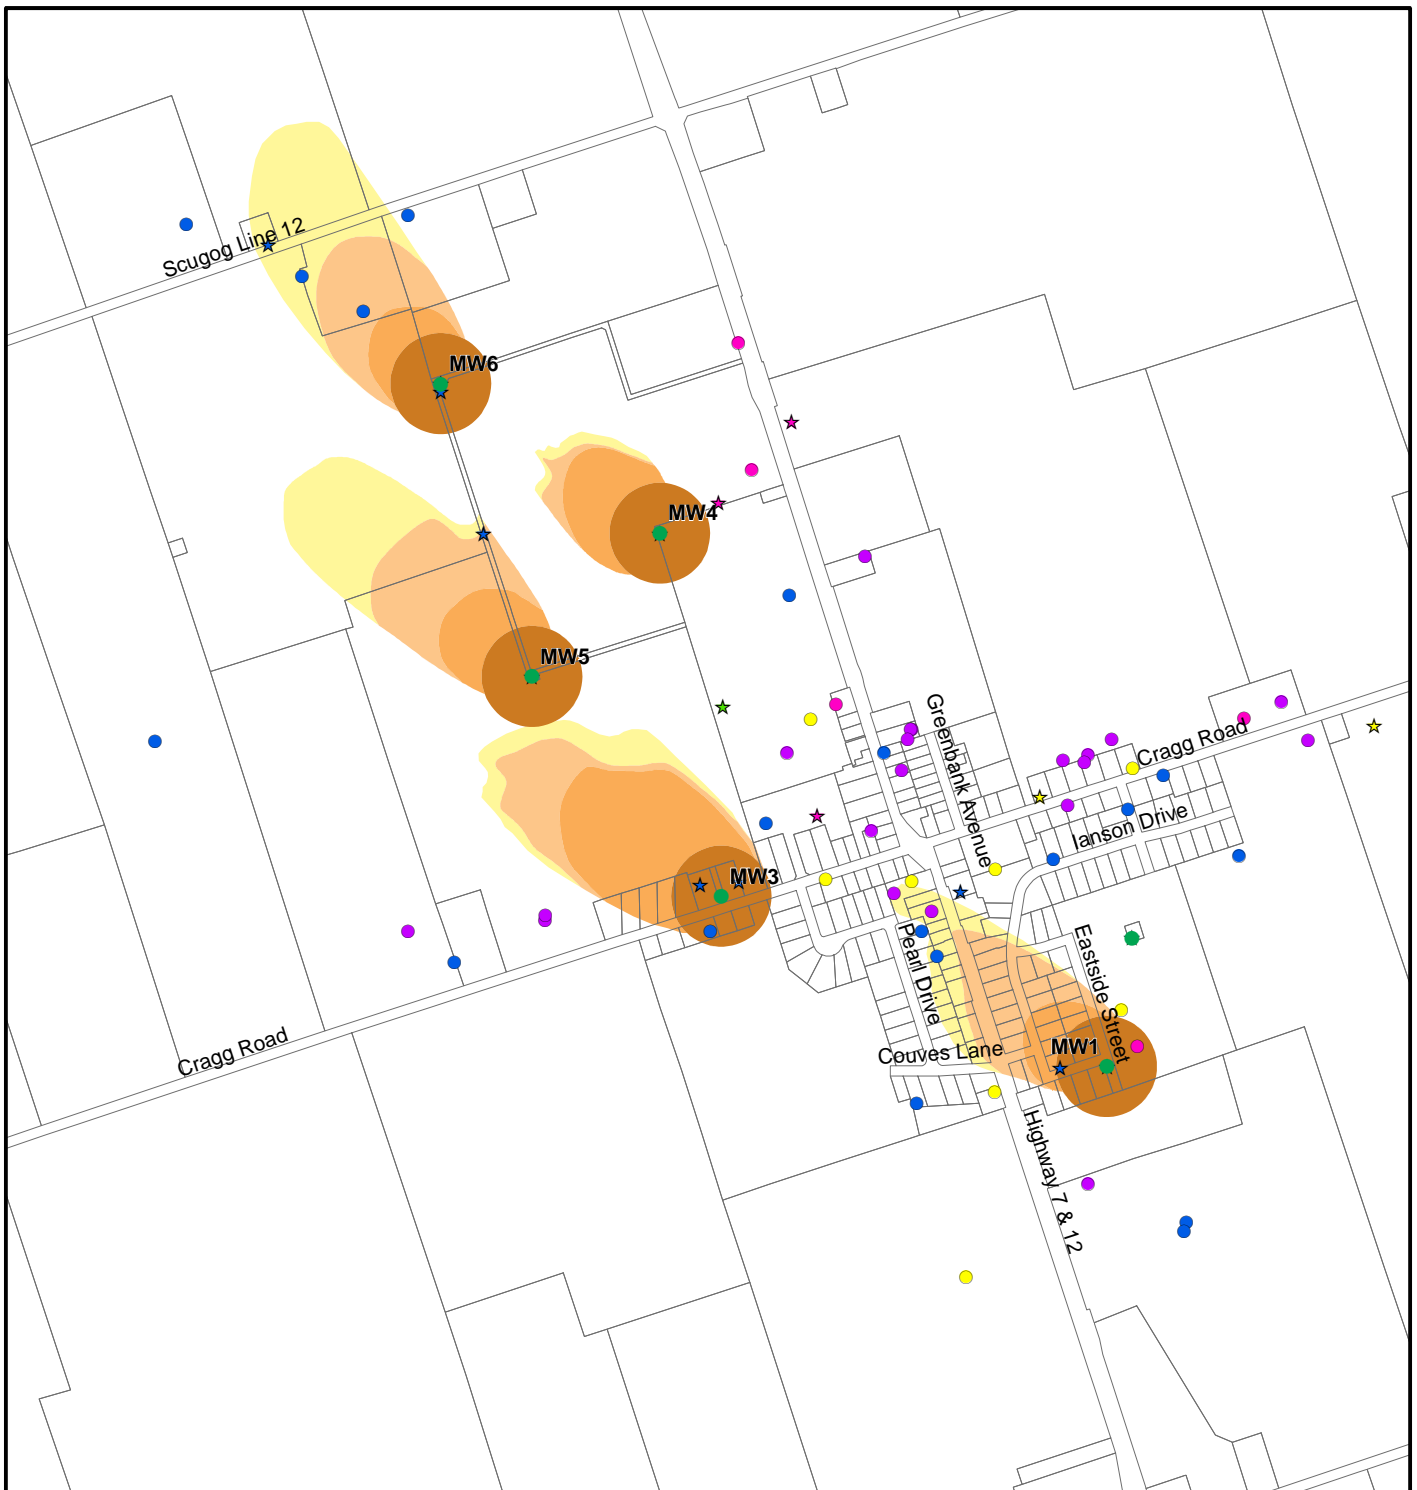 Scugog Line 12
MW6
MW4
MW5
Greenbank Avenue
Cragg Road
Ianson Drive
MW3
Pearl Drive
Eastside Street
Cragg Road
Couves Lane
MW1
Highway 7 & 12